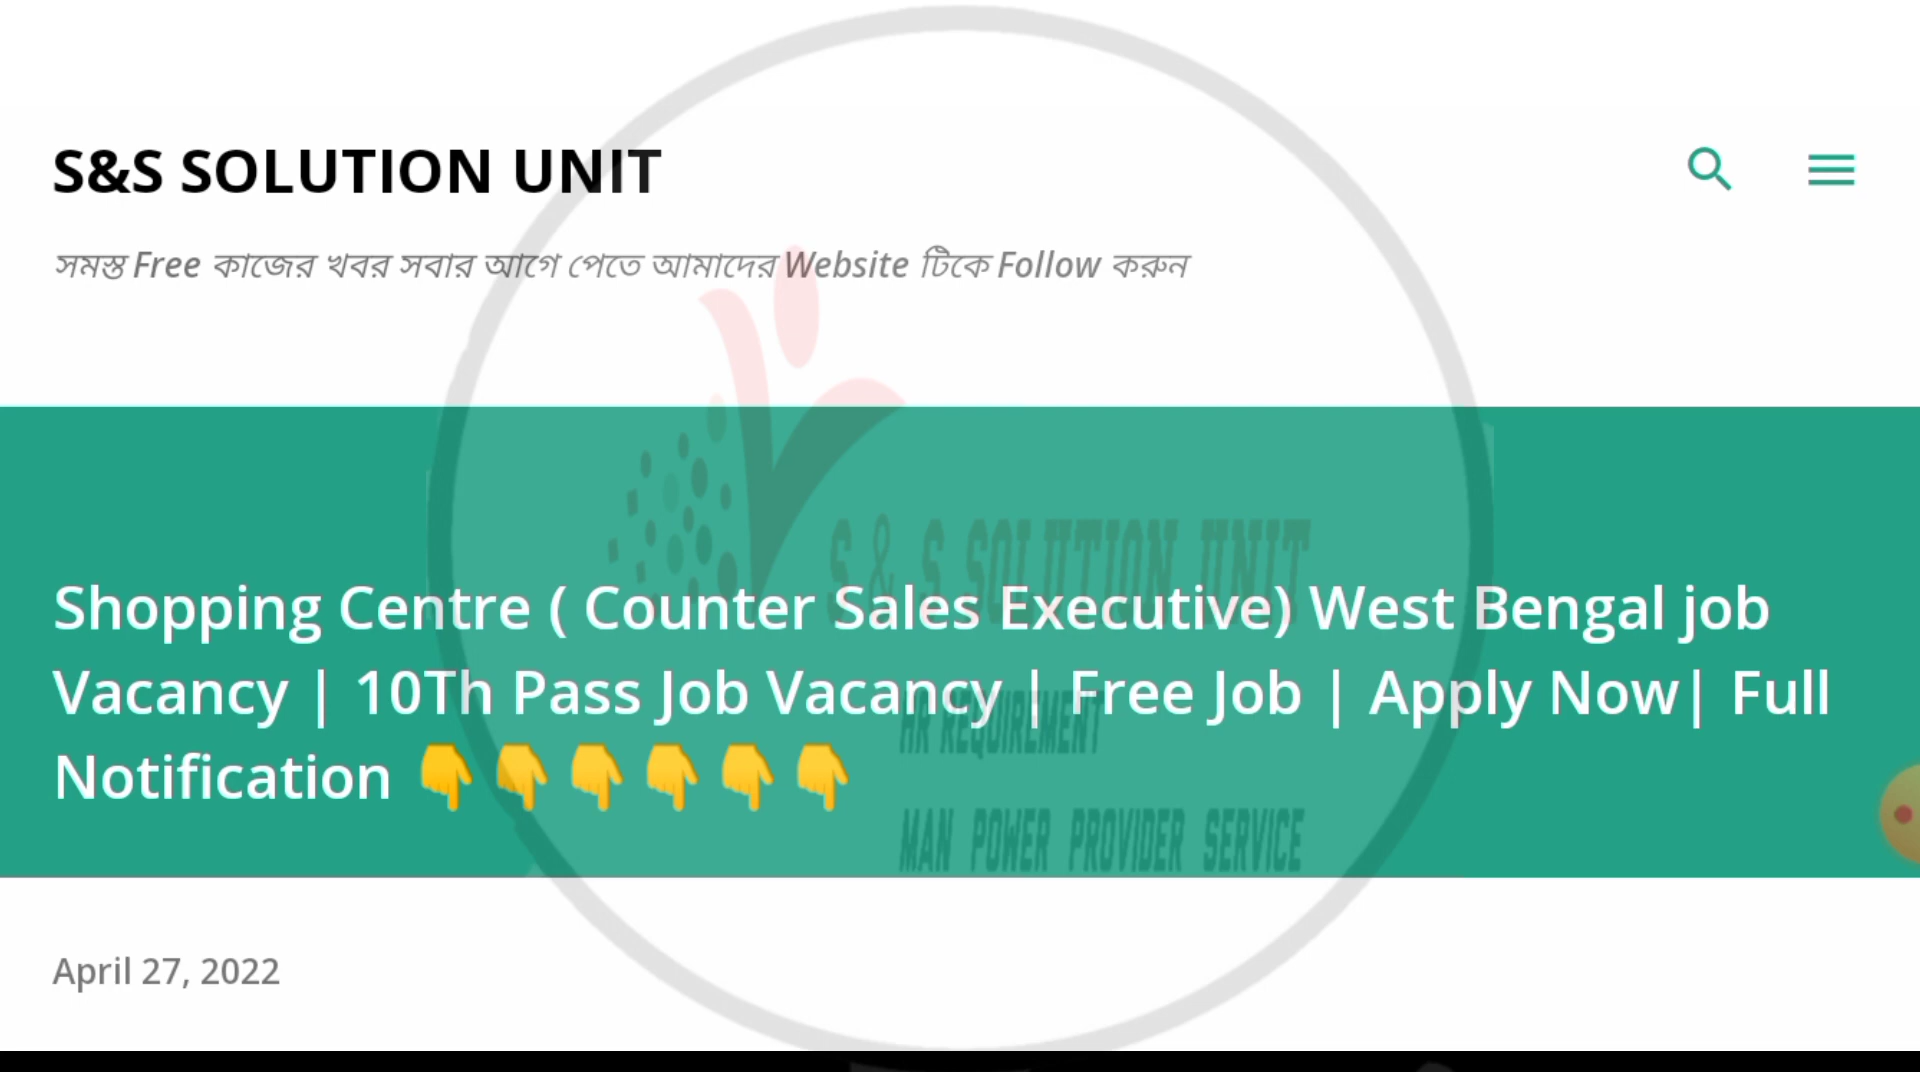 S&S SOLUTION UNIT
সমস্ত Free কাজের খবর সবার আগে পেতে আমাদের Website টিকে Follow করুন
S & S SOLUTION UNIT
Shopping Centre ( Counter Sales Executive) West Bengal job
Vacancy | 10Th Pass Job Vacancy | Free Job | Apply Now| Full
Notification 👇👇👇👇👇👇
HR REQUIREMENT
MAN POWER PROVIDER SERVICE
April 27, 2022